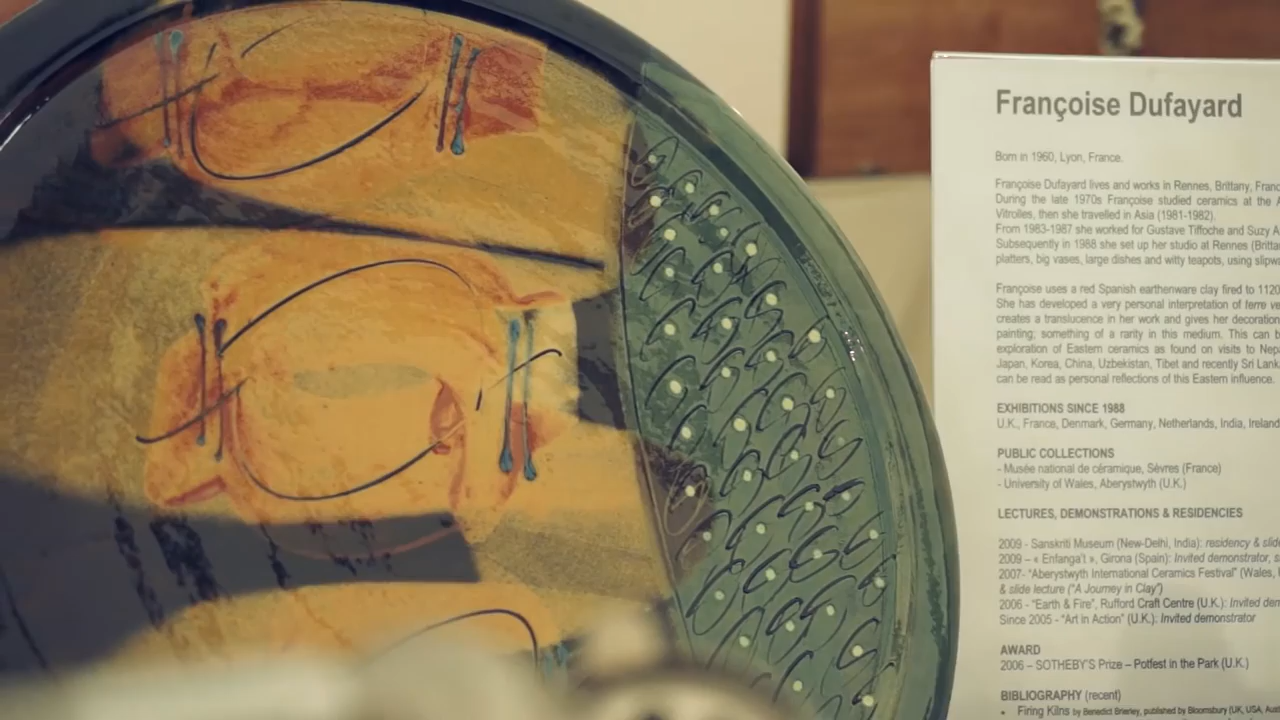 Françoise Dufayard
Born in 1960, Lyon, France.
Françoise Dufayard lives and works in Rennes, Brittany, Franc
During the late 1970s Françoise studied ceramics at the A
Vitrolles, then she travelled in Asia (1981-1982).
From 1983-1987 she worked for Gustave Tiffoche and Suzy A
Subsequently in 1988 she set up her studio at Rennes (Britta
platters, big vases, large dishes and witty teapots, using slipwa
Françoise uses a red Spanish earthenware clay fired to 1120
She has developed a very personal interpretation of terre ve
creates a translucence in her work and gives her decoration
painting; something of a rarity in this medium. This can b
exploration of Eastern ceramics as found on visits to Nep
Japan, Korea, China, Uzbekistan, Tibet and recently Sri Lank
can be read as personal reflections of this Eastern influence.
EXHIBITIONS SINCE 1988
U.K., France, Denmark, Germany, Netherlands, India, Ireland
PUBLIC COLLECTIONS
- Musée national de céramique, Sèvres (France)
- University of Wales, Aberystwyth (U.K.)
LECTURES, DEMONSTRATIONS & RESIDENCIES
2009 - Sanskriti Museum (New-Delhi, India): residency & slide
2009 – « Enfanga't », Girona (Spain): Invited demonstrator, s
2007- "Aberystwyth International Ceramics Festival" (Wales,
& slide lecture ("A Journey in Clay")
2006 - "Earth & Fire", Rufford Craft Centre (U.K.): Invited dem
Since 2005 - "Art in Action" (U.K.): Invited demonstrator
AWARD
2006 – SOTHEBY'S Prize – Potfest in the Park (U.K.)
BIBLIOGRAPHY (recent)
• Firing Kilns by Benedict Brierley, published by Bloomsbury (UK, USA, Aus